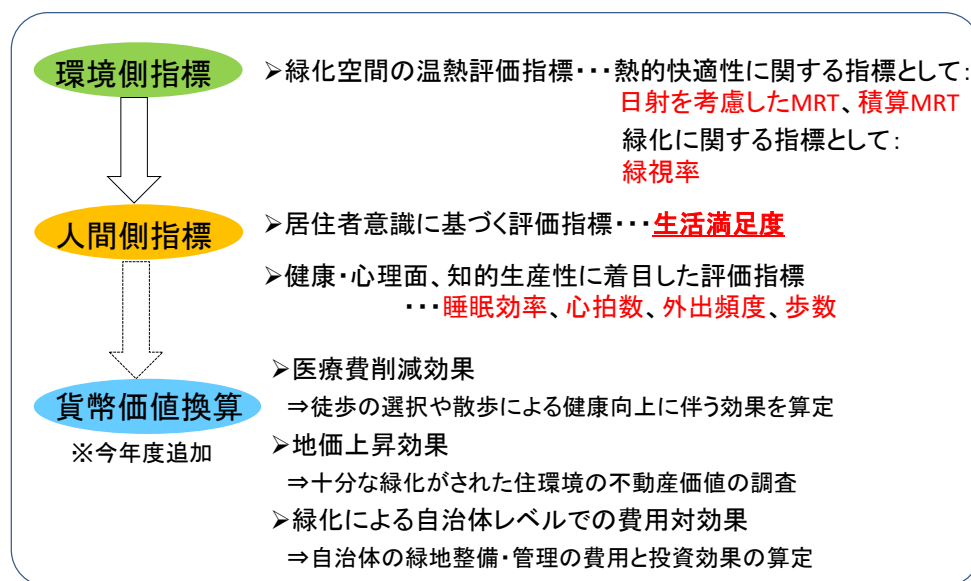 環境側指標
➢緑化空間の温熱評価指標・・・熱的快適性に関する指標として：
日射を考慮したMRT、積算MRT
緑化に関する指標として：
緑視率
人間側指標
➢居住者意識に基づく評価指標・・・生活満足度
➢健康・心理面、知的生産性に着目した評価指標
・・・睡眠効率、心拍数、外出頻度、歩数
貨幣価値換算
※今年度追加
➢医療費削減効果
⇒徒歩の選択や散歩による健康向上に伴う効果を算定
➢地価上昇効果
⇒十分な緑化がされた住環境の不動産価値の調査
➢緑化による自治体レベルでの費用対効果
⇒自治体の緑地整備・管理の費用と投資効果の算定